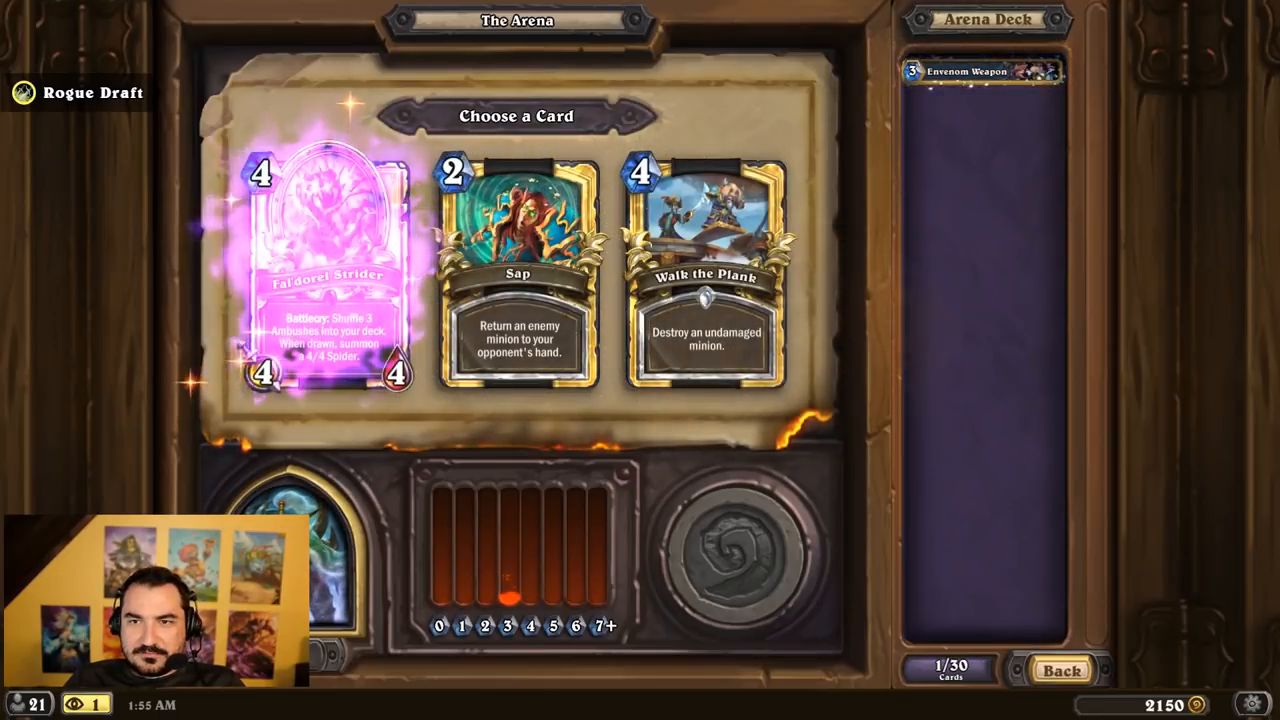 The Arena
Arena Deck
3 Envenom Weapon
Rogue Draft
Choose a Card
4
Fal'dorei Strider
Battlecry: Shuffle 3
Ambushes into your deck.
When drawn, summon
a 4/4 Spider.
4 4
2
Sap
Return an enemy
minion to your
opponent's hand.
4
Walk the Plank
Destroy an undamaged
minion.
0 1 2 3 4 5 6 7+
1/30
Cards
Back
21
1
1:55 AM
2150